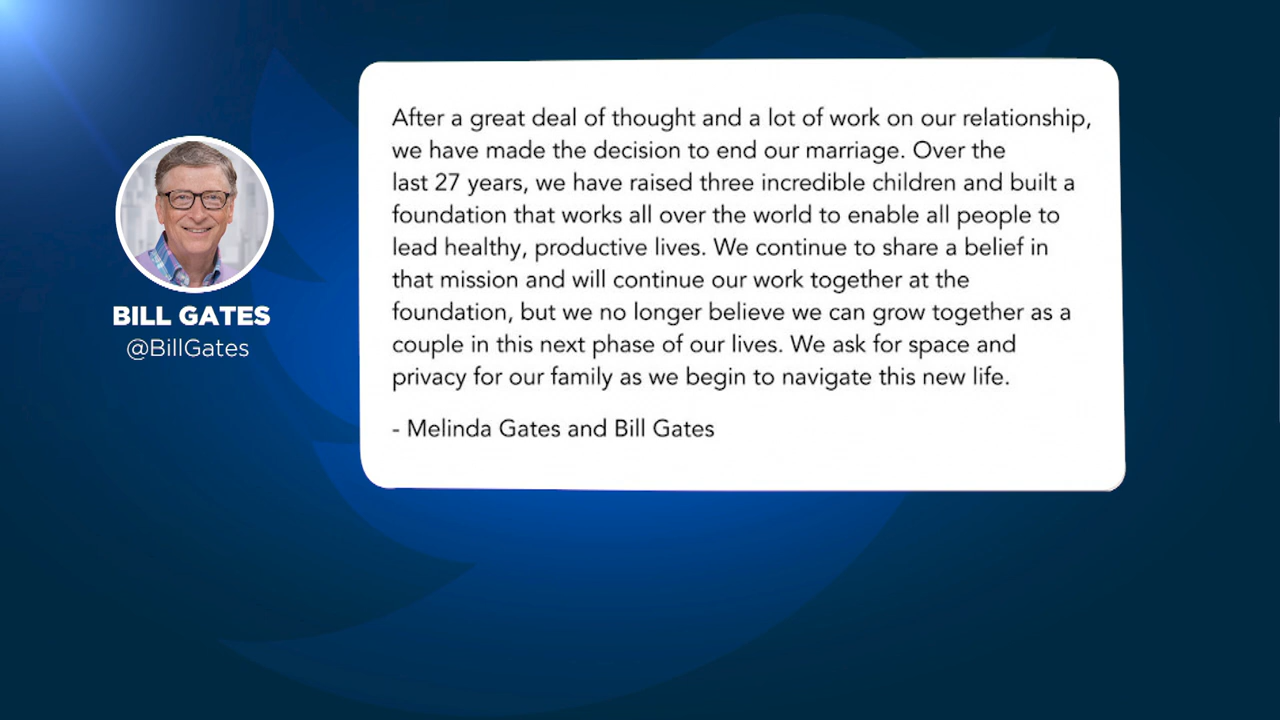 BILL GATES
@BillGates
After a great deal of thought and a lot of work on our relationship,
we have made the decision to end our marriage. Over the
last 27 years, we have raised three incredible children and built a
foundation that works all over the world to enable all people to
lead healthy, productive lives. We continue to share a belief in
that mission and will continue our work together at the
foundation, but we no longer believe we can grow together as a
couple in this next phase of our lives. We ask for space and
privacy for our family as we begin to navigate this new life.
- Melinda Gates and Bill Gates